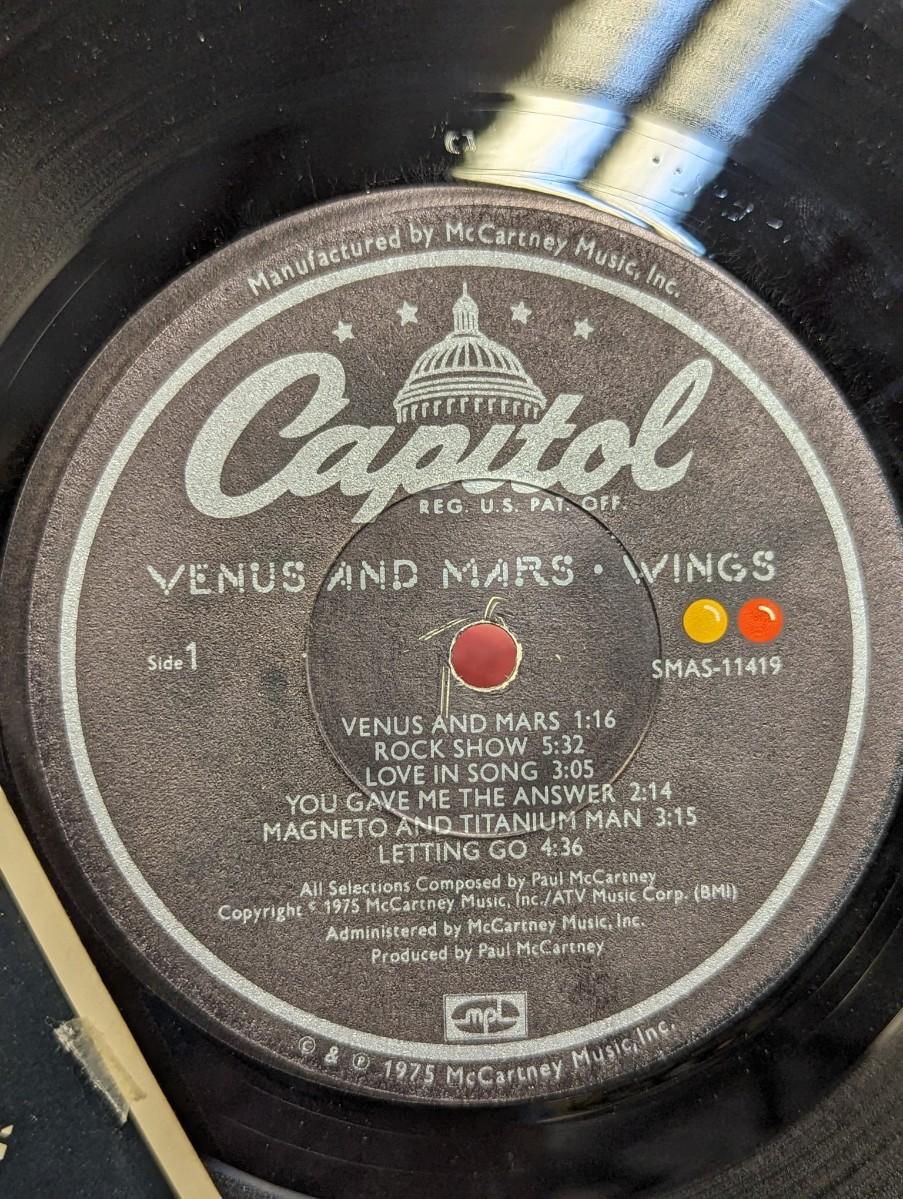 Manufactured by McCartney Music, Inc.
Capitol
REG. U.S. PAT. OFF.
VENUS AND MARS • WINGS
Side 1
SMAS-11419
VENUS AND MARS 1:16
ROCK SHOW 5:32
LOVE IN SONG 3:05
YOU GAVE ME THE ANSWER 2:14
MAGNETO AND TITANIUM MAN 3:15
LETTING GO 4:36
All Selections Composed by Paul McCartney
Copyright © 1975 McCartney Music, Inc./ATV Music Corp. (BMI)
Administered by McCartney Music, Inc.
Produced by Paul McCartney
mpl
© & ℗ 1975 McCartney Music, Inc.